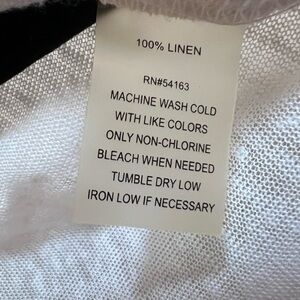 100% LINEN
RN#54163
MACHINE WASH COLD
WITH LIKE COLORS
ONLY NON-CHLORINE
BLEACH WHEN NEEDED
TUMBLE DRY LOW
IRON LOW IF NECESSARY